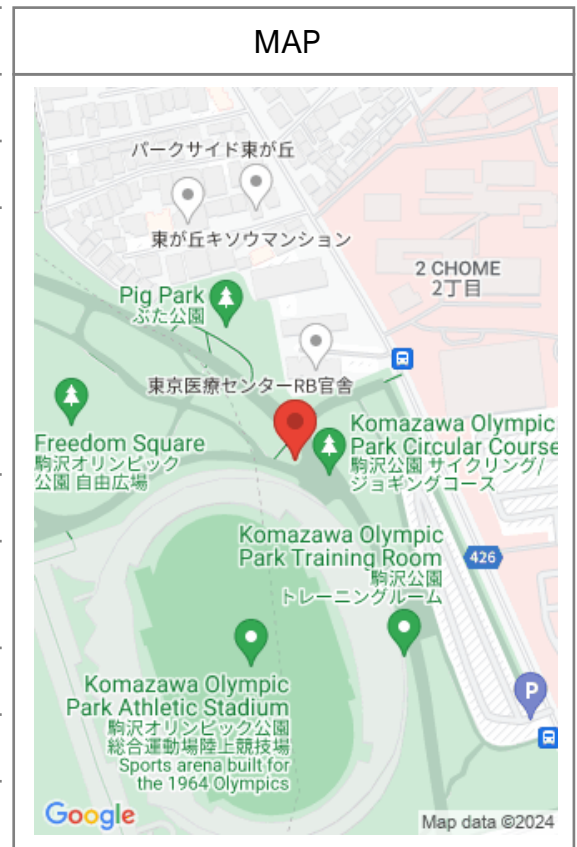 MAP
パークサイド東が丘
東が丘キソウマンション
2 CHOME
2丁目
Pig Park
ぶた公園
東京医療センターRB官舎
Freedom Square
駒沢オリンピック
公園 自由広場
Komazawa Olympic
Park Circular Course
駒沢公園 サイクリング/
ジョギングコース
Komazawa Olympic
Park Training Room
駒沢公園
トレーニングルーム
426
P
Komazawa Olympic
Park Athletic Stadium
駒沢オリンピック公園
総合運動場陸上競技場
Sports arena built for
the 1964 Olympics
Google
Map data ©2024